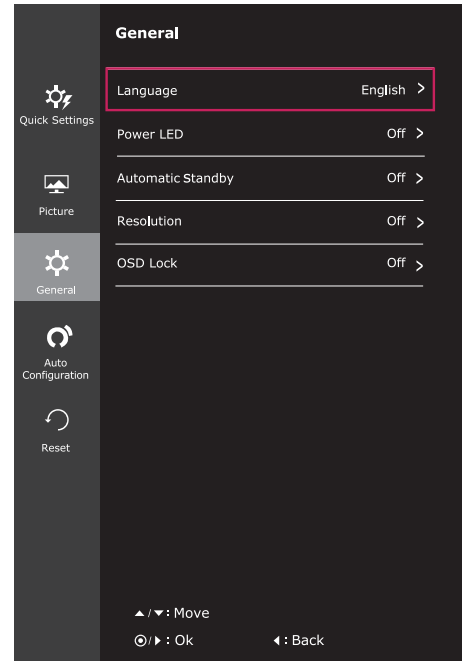 General
Quick Settings
Picture
General
Auto
Configuration
Reset
Language English >
Power LED Off >
Automatic Standby Off >
Resolution Off >
OSD Lock Off >
▲/▼: Move
◉/▶ : Ok ◀: Back